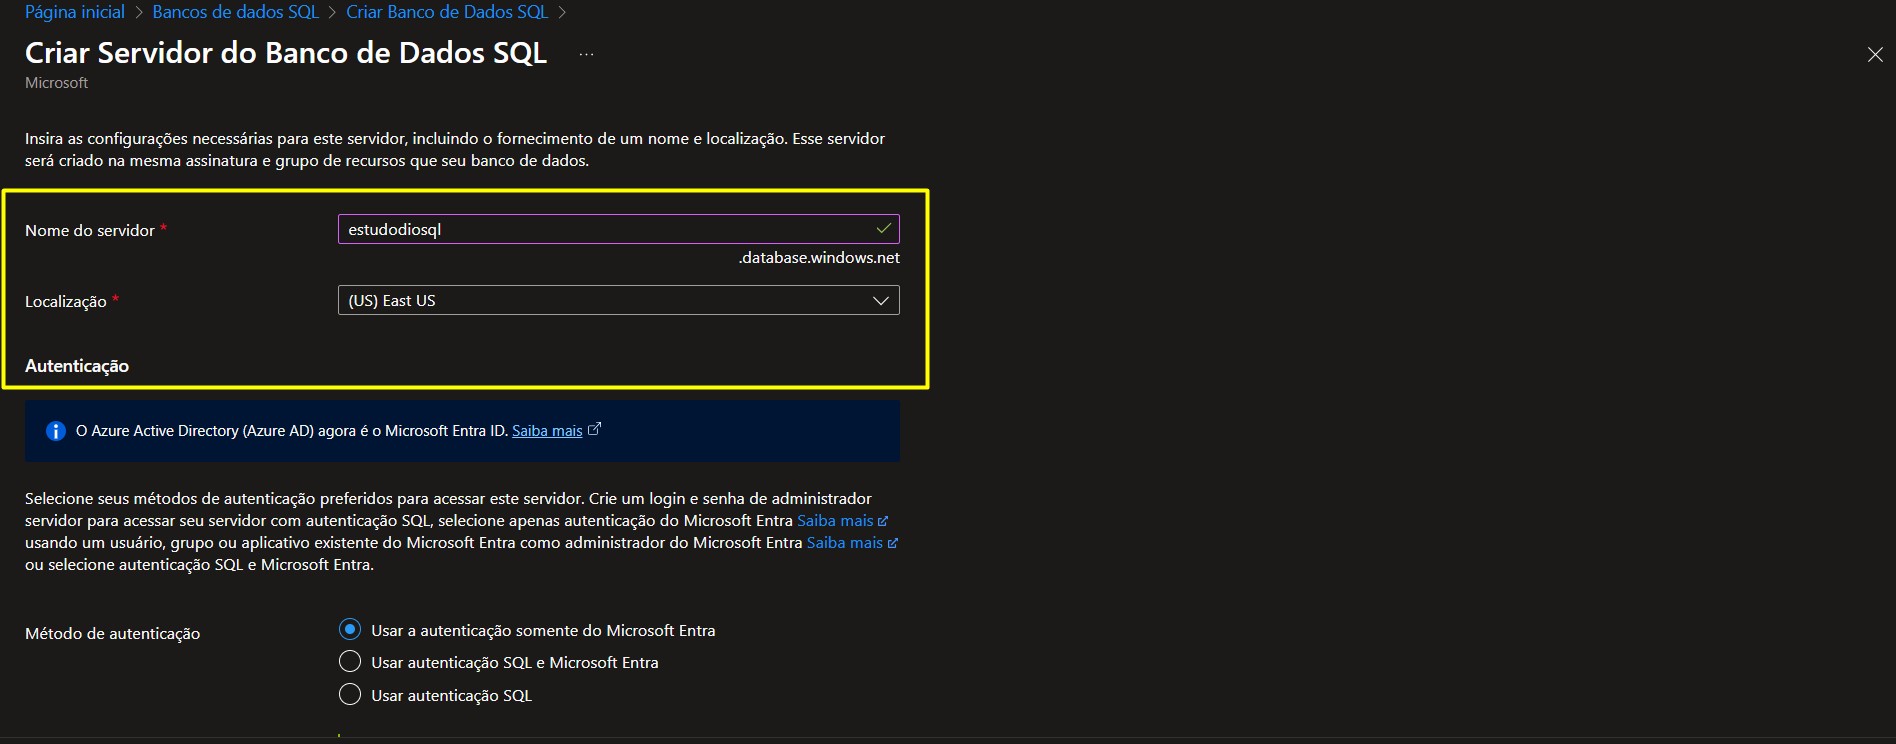 Página inicial > Bancos de dados SQL > Criar Banco de Dados SQL >
Criar Servidor do Banco de Dados SQL ...
Microsoft
Insira as configurações necessárias para este servidor, incluindo o fornecimento de um nome e localização. Esse servidor
será criado na mesma assinatura e grupo de recursos que seu banco de dados.
Nome do servidor *
estudodiosql
.database.windows.net
Localização *
(US) East US
Autenticação
O Azure Active Directory (Azure AD) agora é o Microsoft Entra ID. Saiba mais
Selecione seus métodos de autenticação preferidos para acessar este servidor. Crie um login e senha de administrador
servidor para acessar seu servidor com autenticação SQL, selecione apenas autenticação do Microsoft Entra Saiba mais
usando um usuário, grupo ou aplicativo existente do Microsoft Entra como administrador do Microsoft Entra Saiba mais
ou selecione autenticação SQL e Microsoft Entra.
Método de autenticação
Usar a autenticação somente do Microsoft Entra
Usar autenticação SQL e Microsoft Entra
Usar autenticação SQL